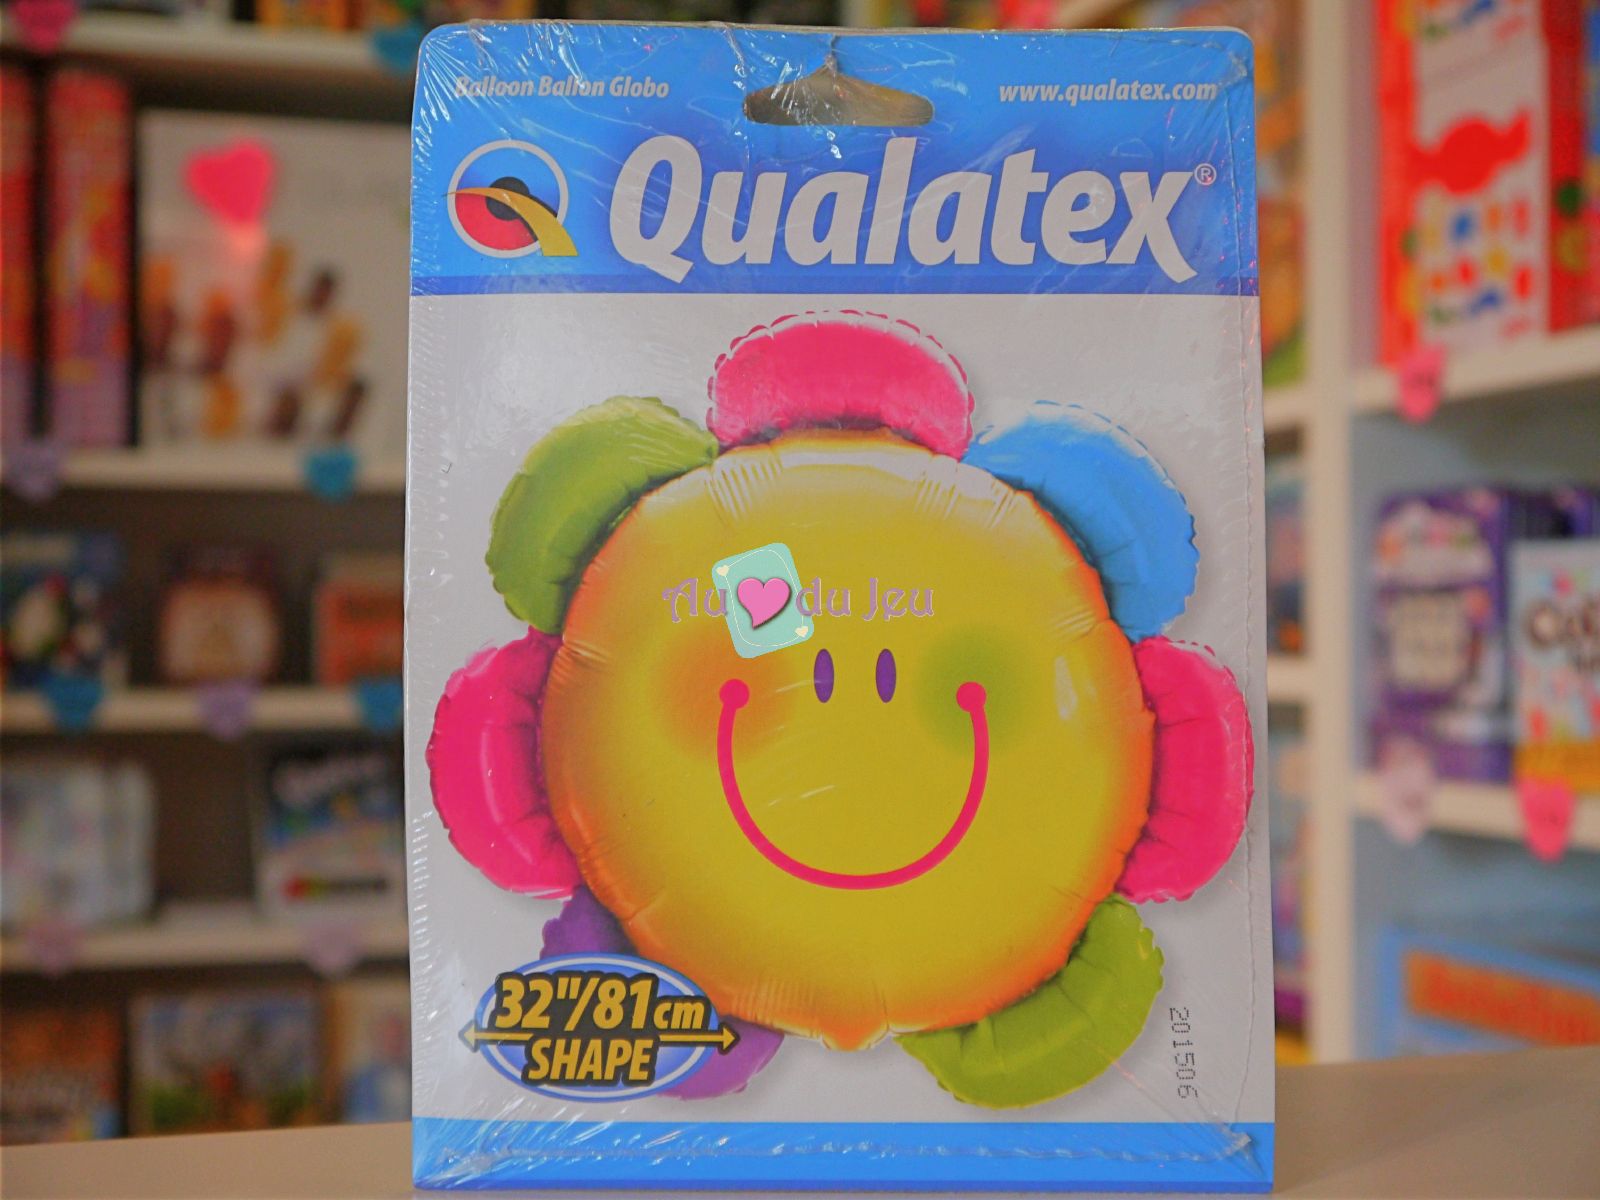 Balloon Ballon Globo
www.qualatex.com
Qualatex®
Au du Jeu
32"/81cm
SHAPE
201506